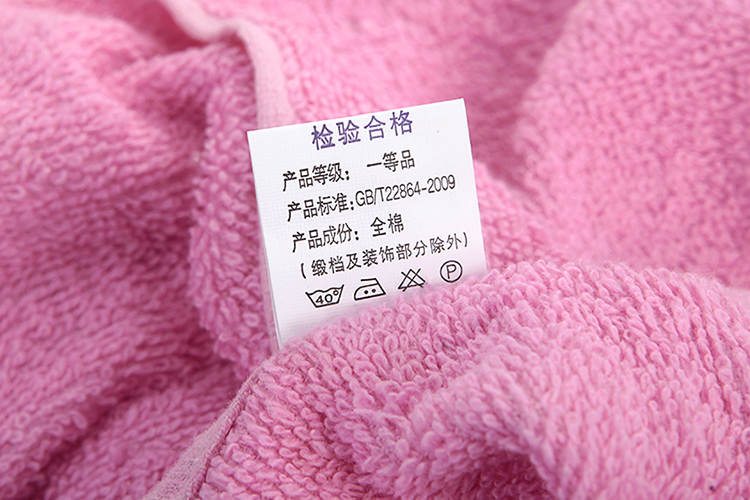 检验合格
产品等级：一等品
产品标准：GB/T22864-2009
产品成份：全棉
（缎档及装饰部分除外）
40° P